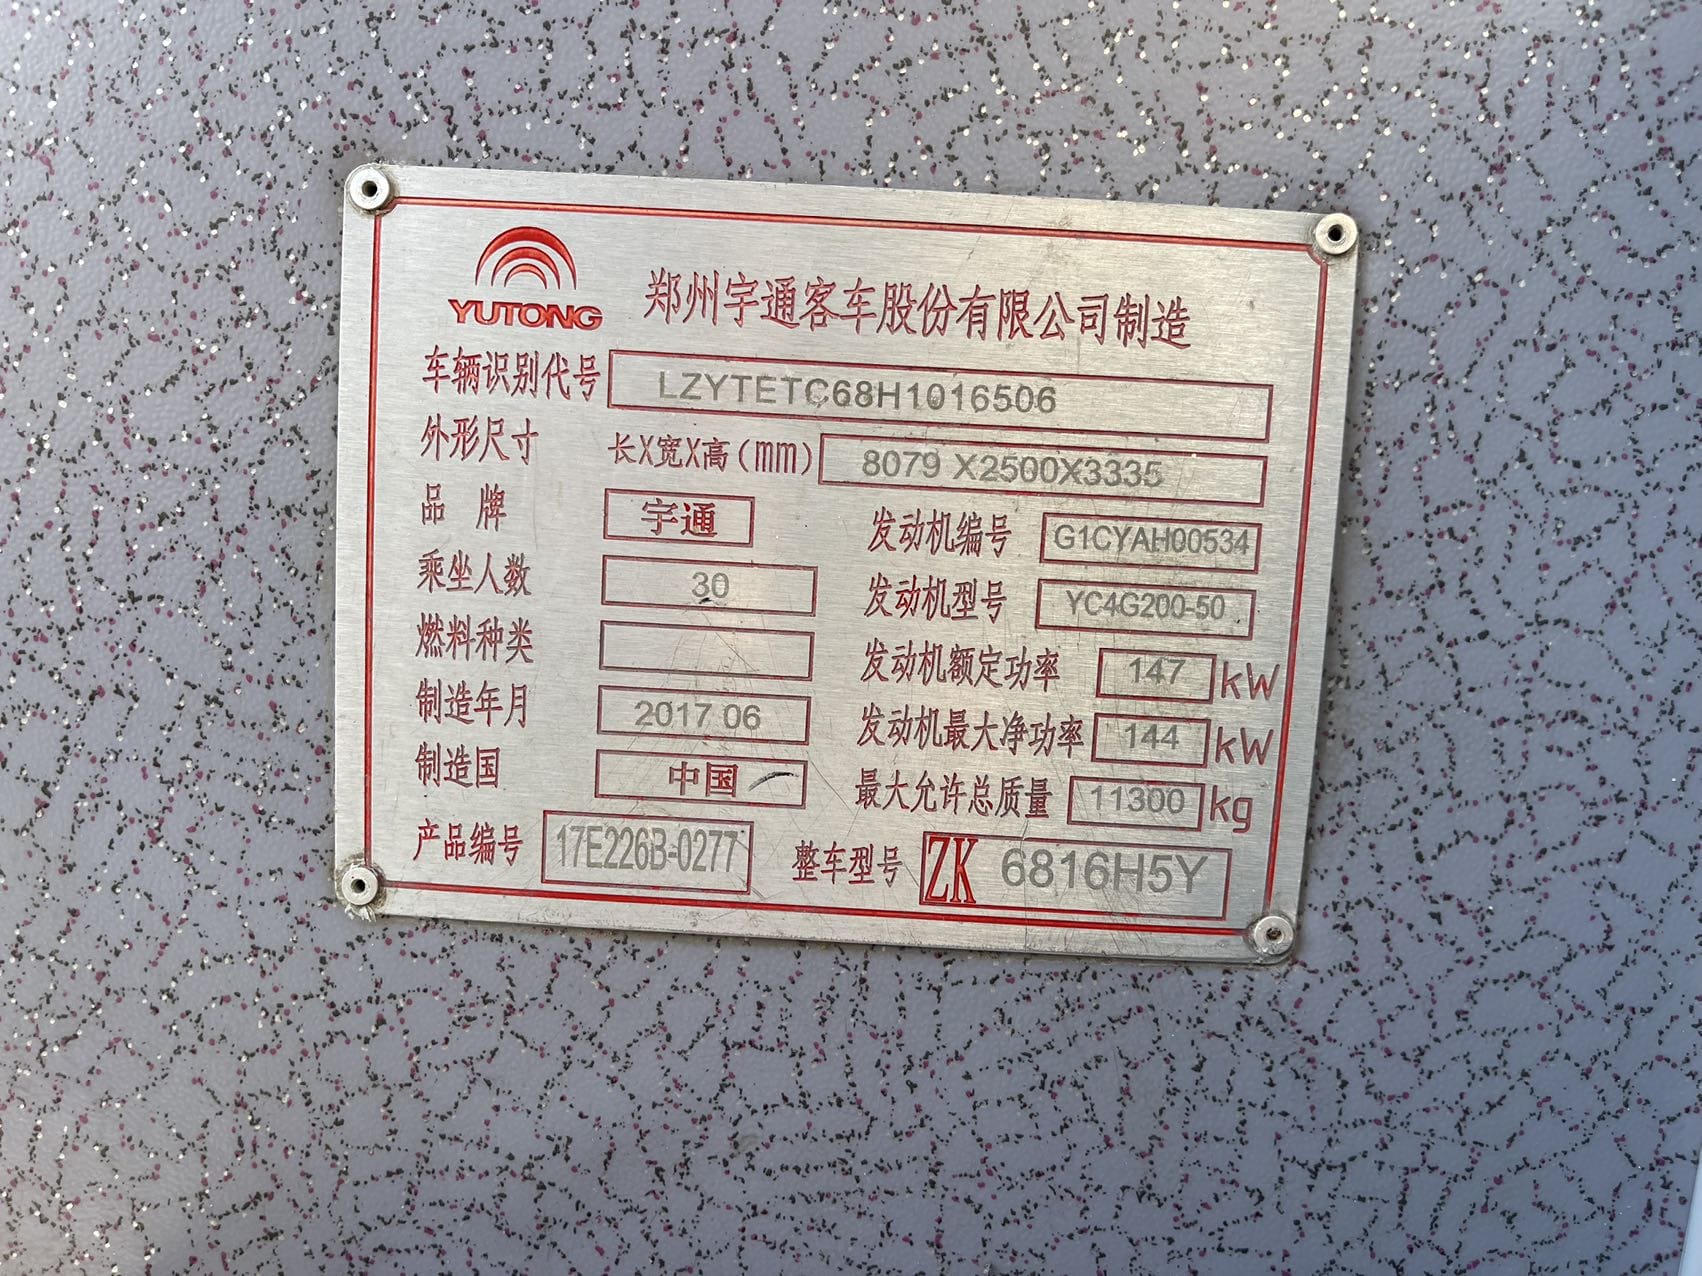 YUTONG
郑州宇通客车股份有限公司制造
车辆识别代号 LZYTETC68H1016506
外形尺寸 长X宽X高(mm) 8079 X2500X3335
品牌 宇通 发动机编号 G1CYAH00534
乘坐人数 30 发动机型号 YC4G200-50
燃料种类 发动机额定功率 147 kW
制造年月 2017 06 发动机最大净功率 144 kW
制造国 中国 最大允许总质量 11300 kg
产品编号 17E226B-0277 整车型号 ZK 6816H5Y